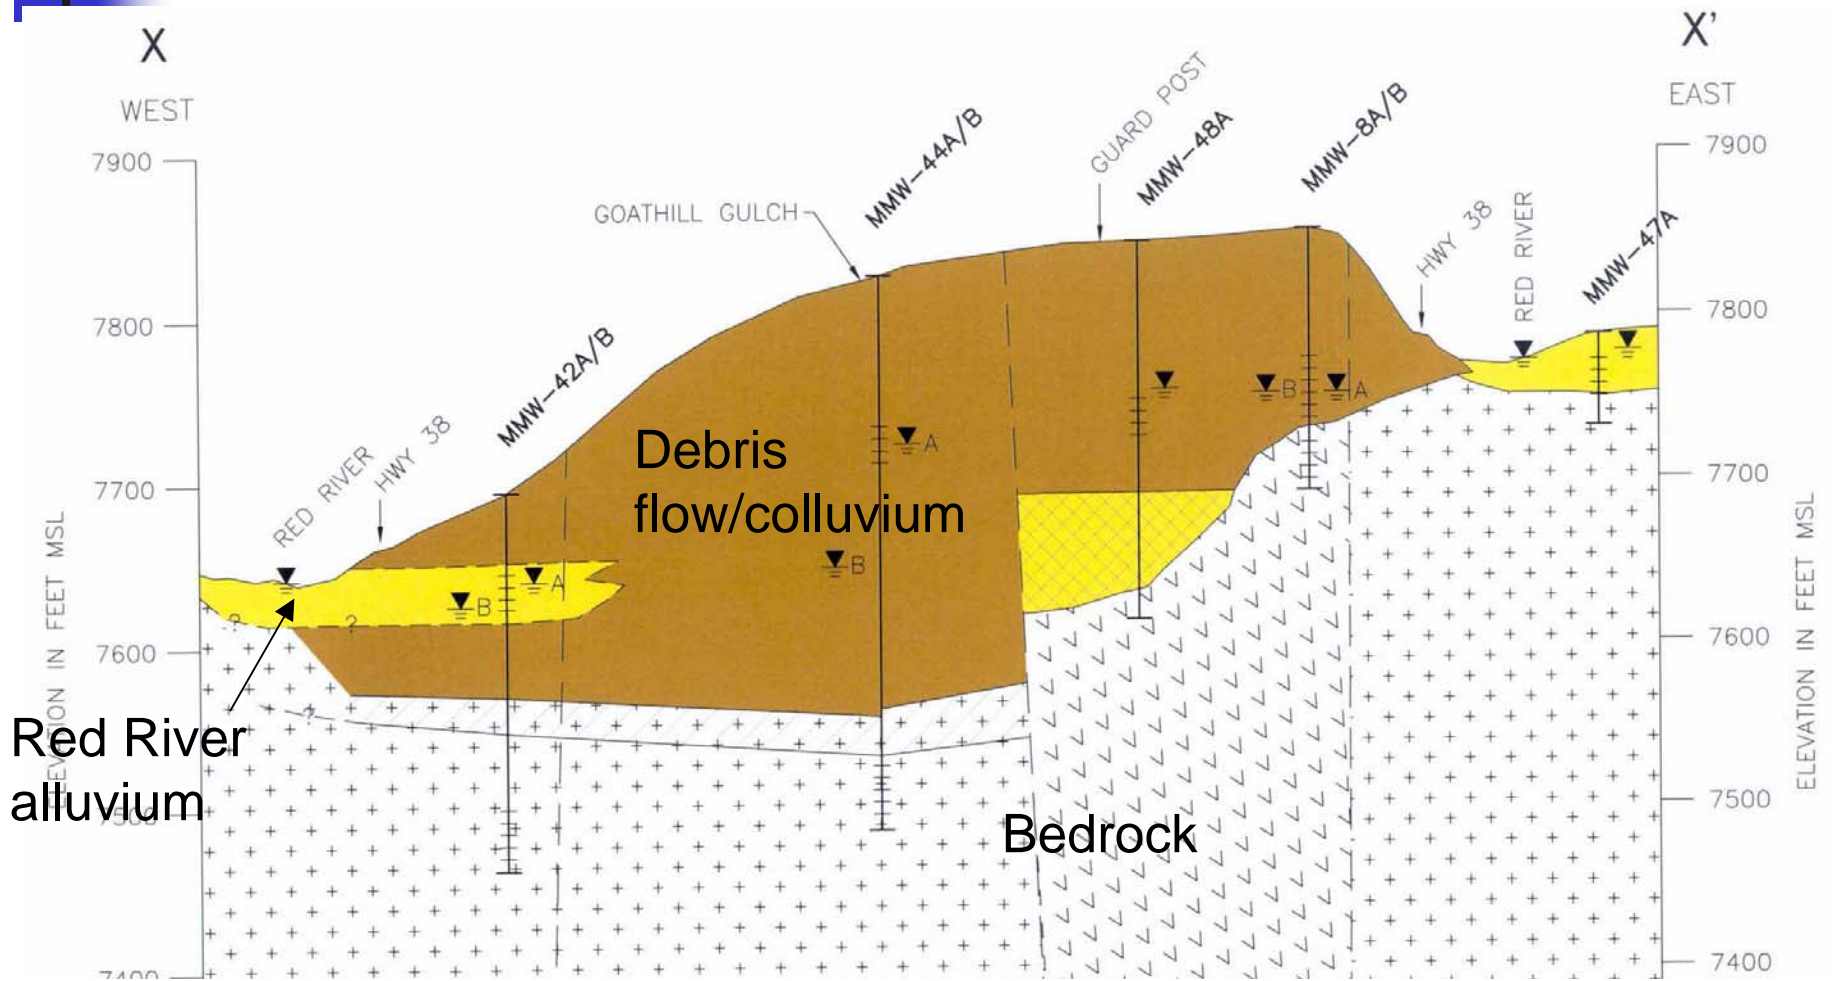 X
X'
WEST
EAST
7900
7900
GOATHILL GULCH
MMW-44A/B
GUARD POST
MMW-48A
MMW-8A/B
HWY 38
RED RIVER
MMW-47A
7800
7800
RED RIVER
HWY 38
MMW-42A/B
Debris
flow/colluvium
A
B
A
7700
7700
B
A
B
?
?
7600
7600
ELEVATION IN FEET MSL
ELEVATION IN FEET MSL
?
Red River
alluvium
7500
7500
Bedrock
7400
7400